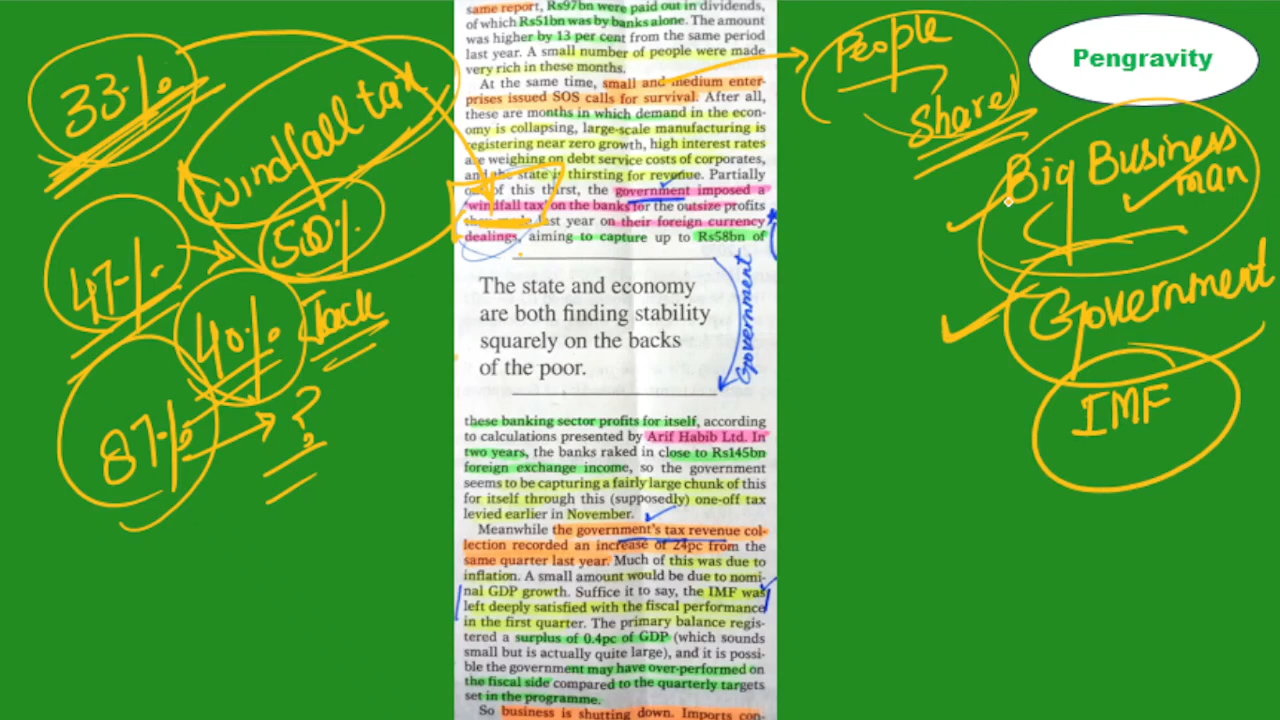 33%
windfall tax
500%
47%
40%
Jack
87%
?
same report, Rs97bn were paid out in dividends,
of which Rs51bn was by banks alone. The amount
was higher by 13 per cent from the same period
last year. A small number of people were made
very rich in these months.
At the same time, small and medium enter-
prises issued SOS calls for survival. After all,
these are months in which demand in the econ-
omy is collapsing, large-scale manufacturing is
registering near zero growth, high interest rates
are weighing on debt service costs of corporates,
and the state is thirsting for revenue. Partially
out of this thirst, the government imposed a
'windfall tax' on the banks for the outsize profits
they made last year on their foreign currency
dealings, aiming to capture up to Rs58bn of
The state and economy
are both finding stability
squarely on the backs
of the poor.
Government
these banking sector profits for itself, according
to calculations presented by Arif Habib Ltd. In
two years, the banks raked in close to Rs145bn
foreign exchange income, so the government
seems to be capturing a fairly large chunk of this
for itself through this (supposedly) one-off tax
levied earlier in November.
Meanwhile the government's tax revenue col-
lection recorded an increase of 24pc from the
same quarter last year. Much of this was due to
inflation. A small amount would be due to nomi-
nal GDP growth. Suffice it to say, the IMF was
left deeply satisfied with the fiscal performance
in the first quarter. The primary balance regis-
tered a surplus of 0.4pc of GDP (which sounds
small but is actually quite large), and it is possi-
ble the government may have over-performed on
the fiscal side compared to the quarterly targets
set in the programme.
So business is shutting down. Imports con-
Pengravity
People
Share
Big Business
man
Government
IMF